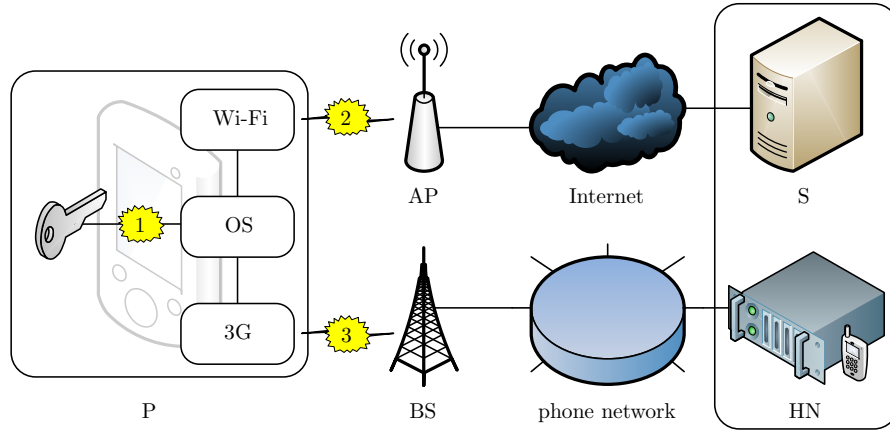 Wi-Fi
2
AP
Internet
S
1
OS
3G
3
P
BS
phone network
HN